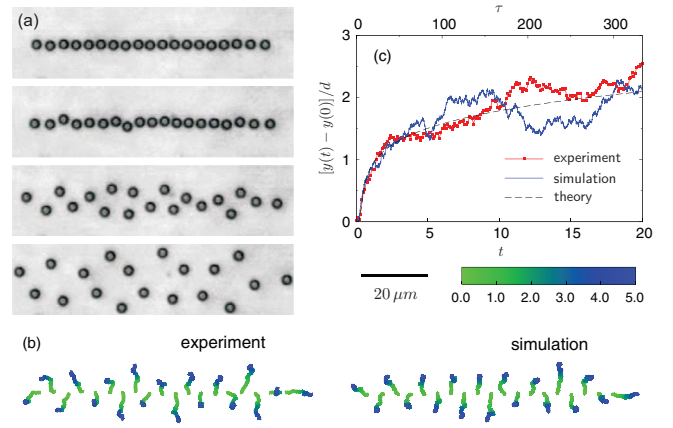 (a)
τ
0 100 200 300
(c)
3
2
1
0
[y(t) − y(0)]/d
experiment
simulation
theory
0 5 10 15 20
t
20 μm
0.0 1.0 2.0 3.0 4.0 5.0
(b)
experiment
simulation